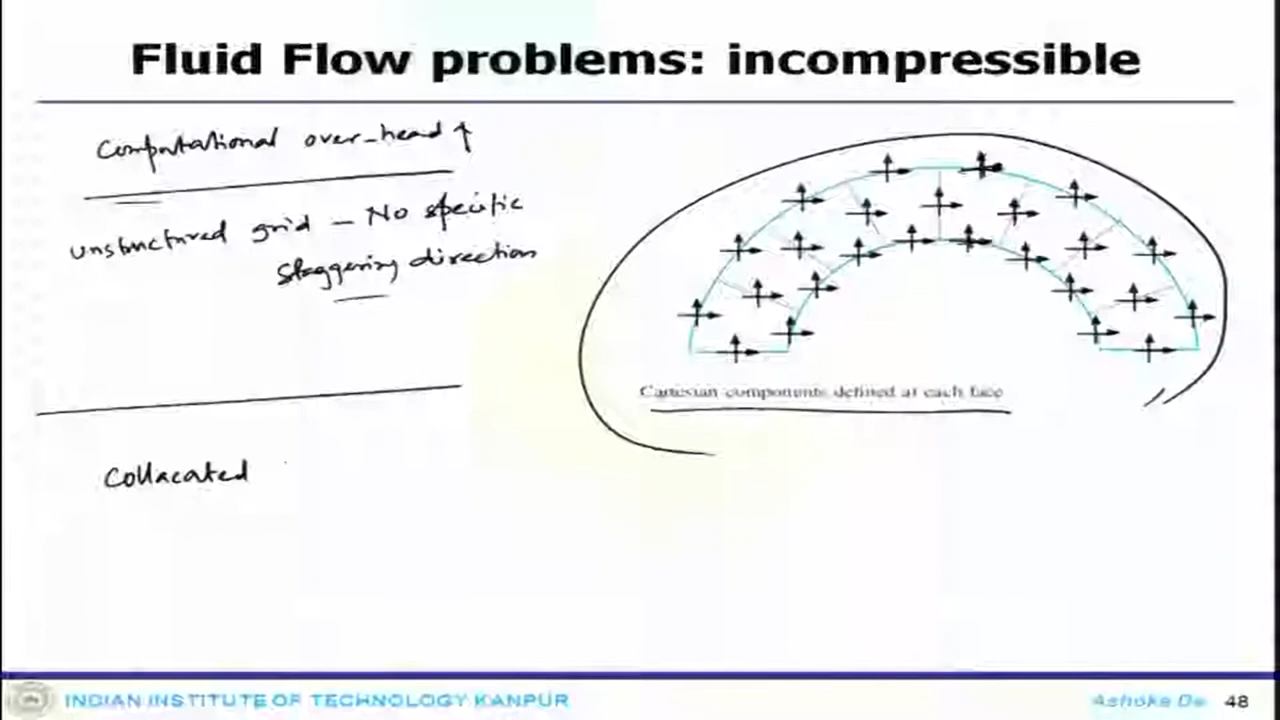 Fluid Flow problems: incompressible
Computational over-head ↑
unstructured grid – No specific
staggering direction
Cartesian components defined at each face
Collacated
INDIAN INSTITUTE OF TECHNOLOGY KANPUR
Ashoke De 48